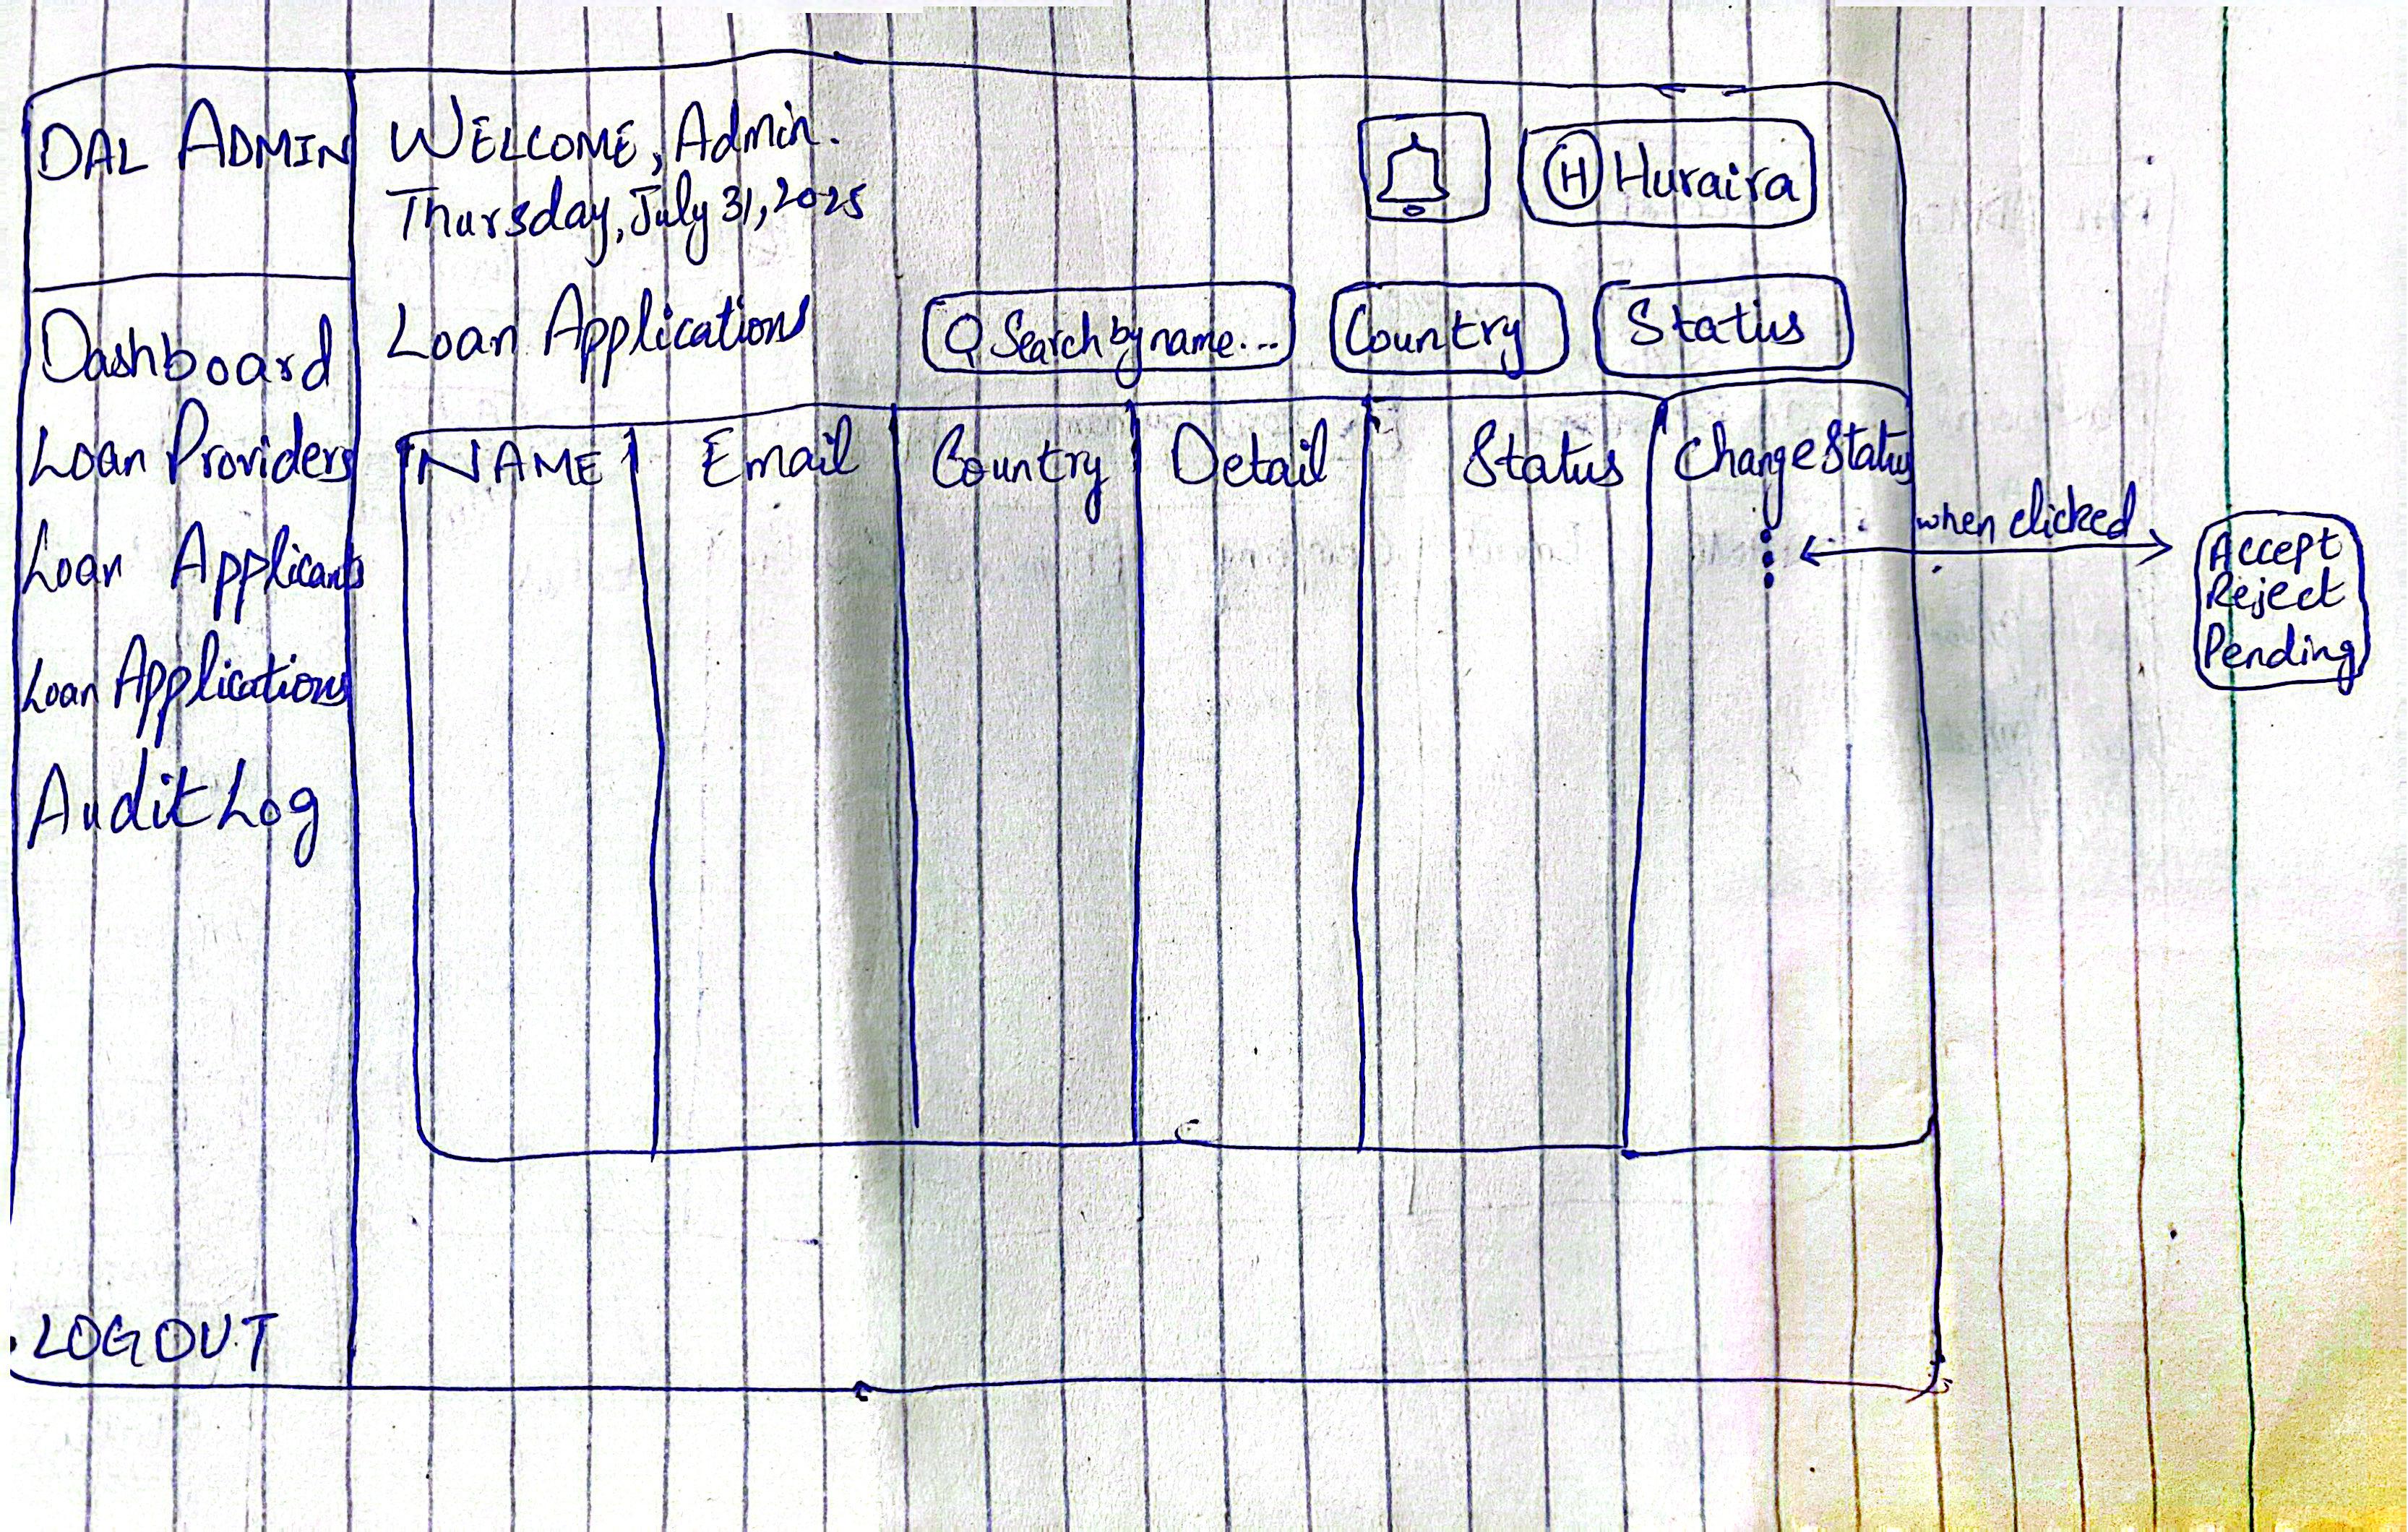 DAL ADMIN
WELCOME, Admin.
Thursday, July 31, 2025
H Huraira
Dashboard
Loan Providers
Loan Applicants
Loan Applications
Audit Log
LOGOUT
Loan Applications
Search by name...
Country
Status
NAME
Email
Country
Detail
Status
Change Status
when clicked
Accept
Reject
Pending